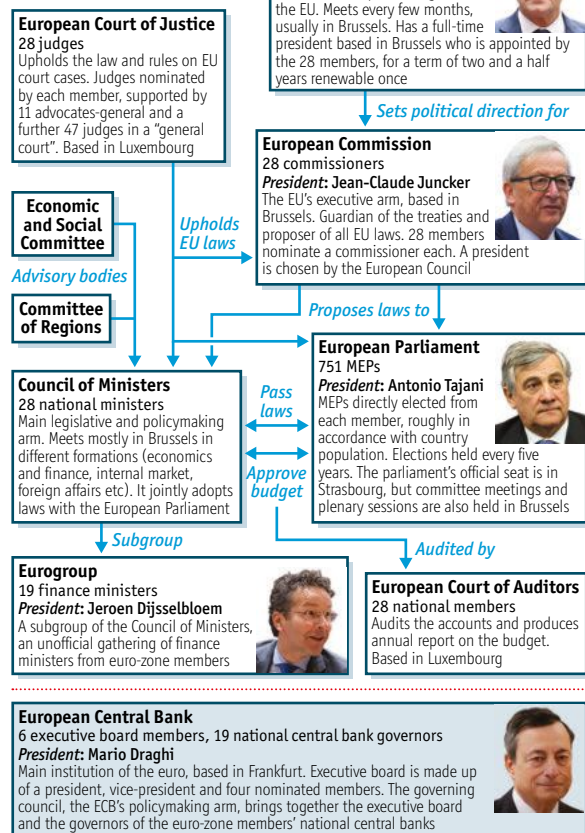 European Court of Justice
28 judges
Upholds the law and rules on EU
court cases. Judges nominated
by each member, supported by
11 advocates-general and a
further 47 judges in a “general
court”. Based in Luxembourg
the EU. Meets every few months,
usually in Brussels. Has a full-time
president based in Brussels who is appointed by
the 28 members, for a term of two and a half
years renewable once
Sets political direction for
European Commission
28 commissioners
President: Jean-Claude Juncker
The EU’s executive arm, based in
Brussels. Guardian of the treaties and
proposer of all EU laws. 28 members
nominate a commissioner each. A president
is chosen by the European Council
Economic
and Social
Committee
Upholds
EU laws
Advisory bodies
Committee
of Regions
Proposes laws to
European Parliament
751 MEPs
President: Antonio Tajani
MEPs directly elected from
each member, roughly in
accordance with country
population. Elections held every five
years. The parliament’s official seat is in
Strasbourg, but committee meetings and
plenary sessions are also held in Brussels
Council of Ministers
28 national ministers
Main legislative and policymaking
arm. Meets mostly in Brussels in
different formations (economics
and finance, internal market,
foreign affairs etc). It jointly adopts
laws with the European Parliament
Pass
laws
Approve
budget
Subgroup
Audited by
Eurogroup
19 finance ministers
President: Jeroen Dijsselbloem
A subgroup of the Council of Ministers,
an unofficial gathering of finance
ministers from euro-zone members
European Court of Auditors
28 national members
Audits the accounts and produces
annual report on the budget.
Based in Luxembourg
European Central Bank
6 executive board members, 19 national central bank governors
President: Mario Draghi
Main institution of the euro, based in Frankfurt. Executive board is made up
of a president, vice-president and four nominated members. The governing
council, the ECB’s policymaking arm, brings together the executive board
and the governors of the euro-zone members’ national central banks